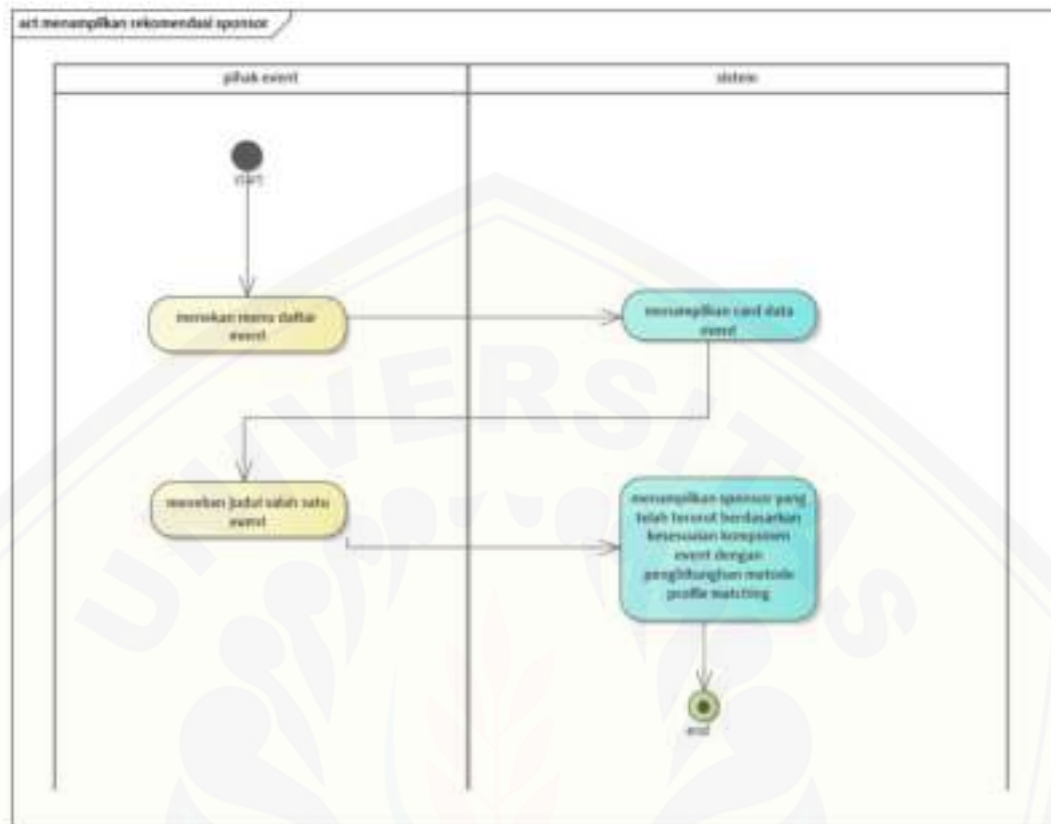 act menampilkan rekomendasi sponsor
pihak event
sistem
start
menekan menu daftar
event
menampilkan card data
event
menekan judul salah satu
event
menampilkan sponsor yang
telah terurut berdasarkan
kesesuaian komponen
event dengan
penghitungan metode
profile matching
end
UNIVERSITAS